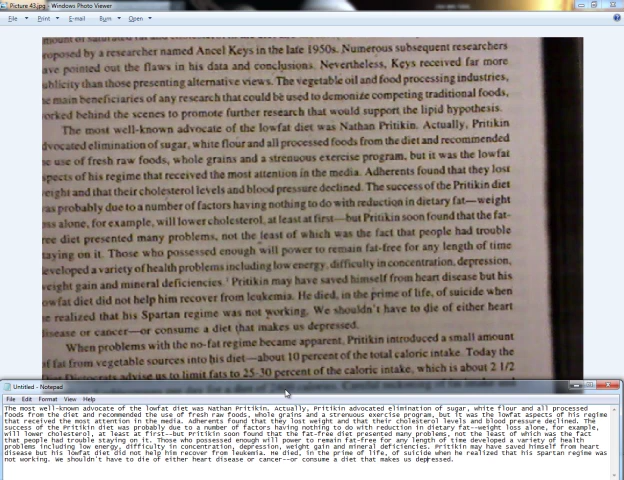 Picture 43.jpg - Windows Photo Viewer
File Print E-mail Burn Open
amount of saturated fat and cholesterol in the diet
roposed by a researcher named Ancel Keys in the late 1950s. Numerous subsequent researchers
ave pointed out the flaws in his data and conclusions. Nevertheless, Keys received far more
ublicity than those presenting alternative views. The vegetable oil and food processing industries,
e main beneficiaries of any research that could be used to demonize competing traditional foods,
orked behind the scenes to promote further research that would support the lipid hypothesis.
The most well-known advocate of the lowfat diet was Nathan Pritikin. Actually, Pritikin
dvocated elimination of sugar, white flour and all processed foods from the diet and recommended
e use of fresh raw foods, whole grains and a strenuous exercise program, but it was the lowfat
spects of his regime that received the most attention in the media. Adherents found that they lost
eight and that their cholesterol levels and blood pressure declined. The success of the Pritikin diet
as probably due to a number of factors having nothing to do with reduction in dietary fat—weight
oss alone, for example, will lower cholesterol, at least at first—but Pritikin soon found that the fat-
ree diet presented many problems, not the least of which was the fact that people had trouble
taying on it. Those who possessed enough will power to remain fat-free for any length of time
eveloped a variety of health problems including low energy, difficulty in concentration, depression,
eight gain and mineral deficiencies. Pritikin may have saved himself from heart disease but his
owfat diet did not help him recover from leukemia. He died, in the prime of life, of suicide when
e realized that his Spartan regime was not working. We shouldn't have to die of either heart
isease or cancer—or consume a diet that makes us depressed.
When problems with the no-fat regime became apparent, Pritikin introduced a small amount
f fat from vegetable sources into his diet—about 10 percent of the total caloric intake. Today the
advise us to limit fats to 25-30 percent of the caloric intake, which is about 2 1/2
Untitled - Notepad
File Edit Format View Help
The most well-known advocate of the lowfat diet was Nathan Pritikin. Actually, Pritikin advocated elimination of sugar, white flour and all processed
foods from the diet and recommended the use of fresh raw foods, whole grains and a strenuous exercise program, but it was the lowfat aspects of his regime
that received the most attention in the media. Adherents found that they lost weight and that their cholesterol levels and blood pressure declined. The
success of the Pritikin diet was probably due to a number of factors having nothing to do with reduction in dietary fat--weight loss alone, for example,
will lower cholesterol, at least at first--but Pritikin soon found that the fat-free diet presented many problems, not the least of which was the fact
that people had trouble staying on it. Those who possessed enough will power to remain fat-free for any length of time developed a variety of health
problems including low energy, difficulty in concentration, depression, weight gain and mineral deficiencies. Pritikin may have saved himself from heart
disease but his lowfat diet did not help him recover from leukemia. He died, in the prime of life, of suicide when he realized that his Spartan regime was
not working. We shouldn't have to die of either heart disease or cancer--or consume a diet that makes us depressed.